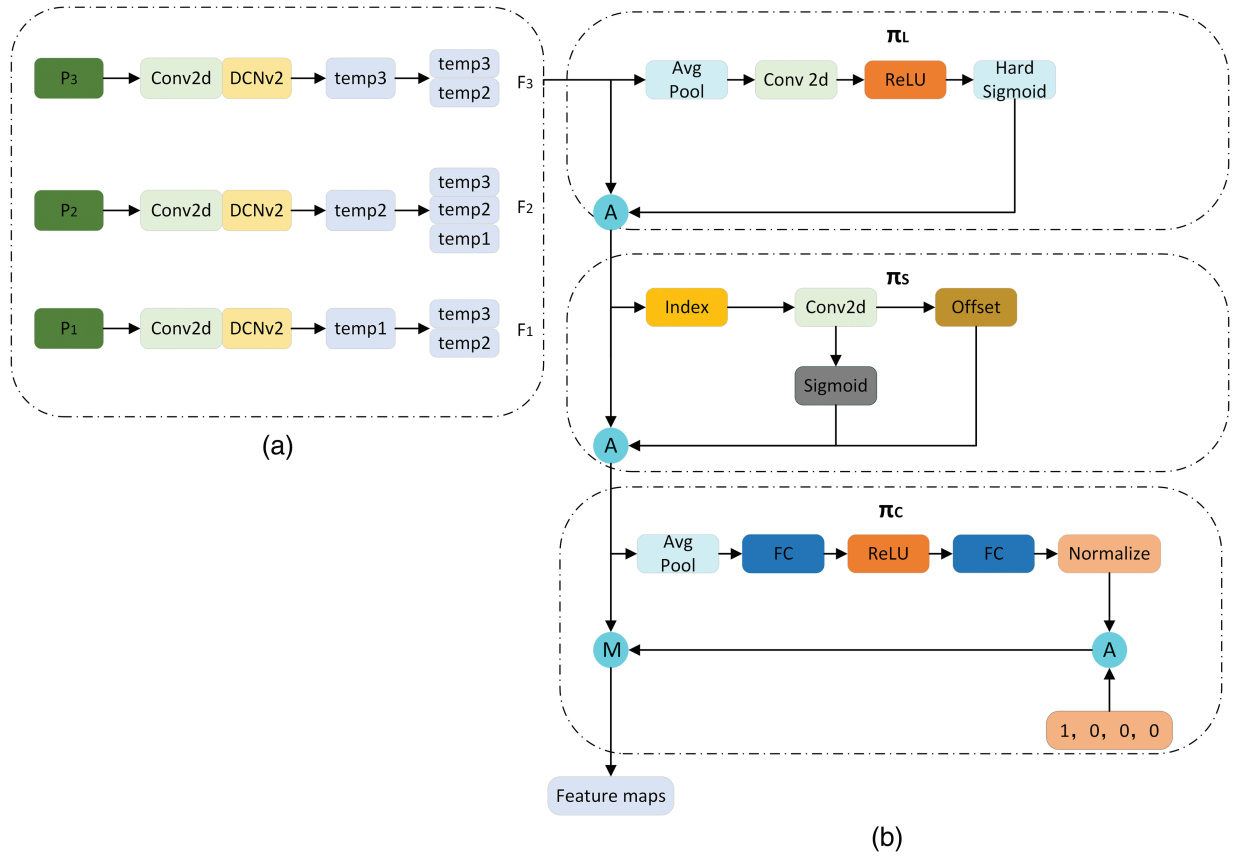 P3
Conv2d
DCNv2
temp3
temp3
temp2
F3
P2
Conv2d
DCNv2
temp2
temp3
temp2
temp1
F2
P1
Conv2d
DCNv2
temp1
temp3
temp2
F1
(a)
πL
Avg
Pool
Conv 2d
ReLU
Hard
Sigmoid
A
πS
Index
Conv2d
Offset
Sigmoid
A
πC
Avg
Pool
FC
ReLU
FC
Normalize
M
A
1, 0, 0, 0
Feature maps
(b)